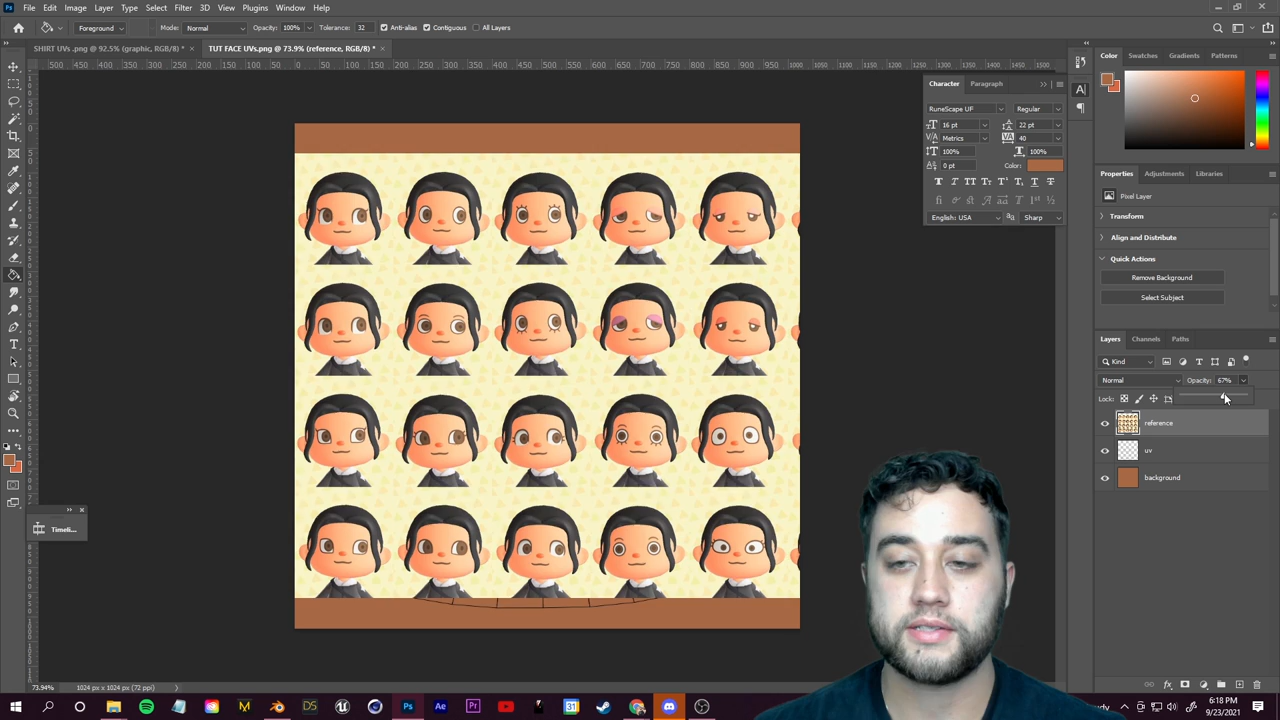 File Edit Image Layer Type Select Filter 3D View Plugins Window Help
Foreground Mode: Normal Opacity: 100% Tolerance: 32 Anti-alias Contiguous All Layers
SHIRT UVs .png @ 92.5% (graphic, RGB/8) * TUT FACE UVs.png @ 73.9% (reference, RGB/8) *
Color Swatches Gradients Patterns
Character Paragraph
RuneScape UF Regular
16 pt 22 pt
Metrics 40
100% 100%
0 pt Color:
English: USA Sharp
Properties Adjustments Libraries
Pixel Layer
Transform
Align and Distribute
Quick Actions
Remove Background
Select Subject
Layers Channels Paths
Kind
Normal Opacity: 67%
Lock:
reference
uv
background
Timeli...
73.94% 1024 px x 1024 px (72 ppi)
6:18 PM
9/23/2021